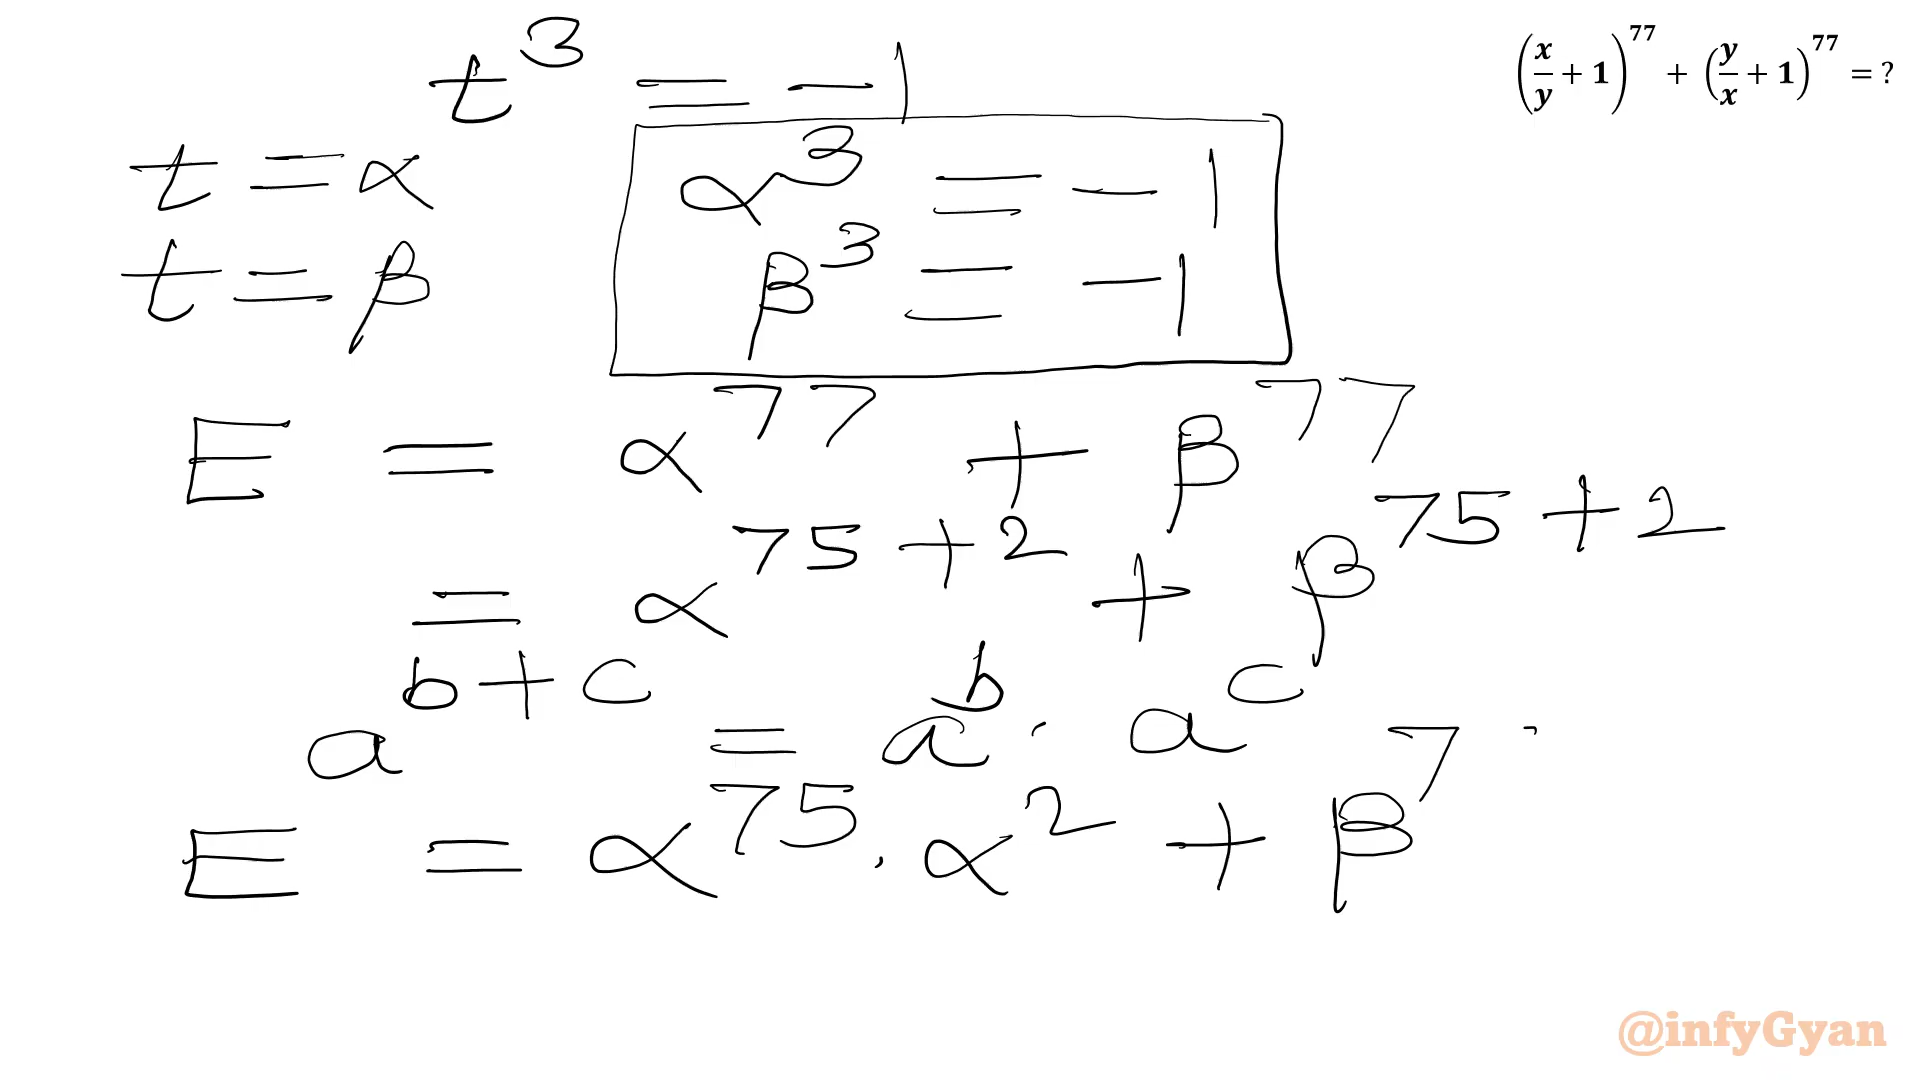 (x/y + 1)^77 + (y/x + 1)^77 = ?
t^3 = -1
t = α
α^3 = -1
t = β
β^3 = -1
E = α^77 + β^77
= α^(75+2) + β^(75+2)
a^(b+c) = a^b · a^c
E = α^75 · α^2 + β^7
@infyGyan